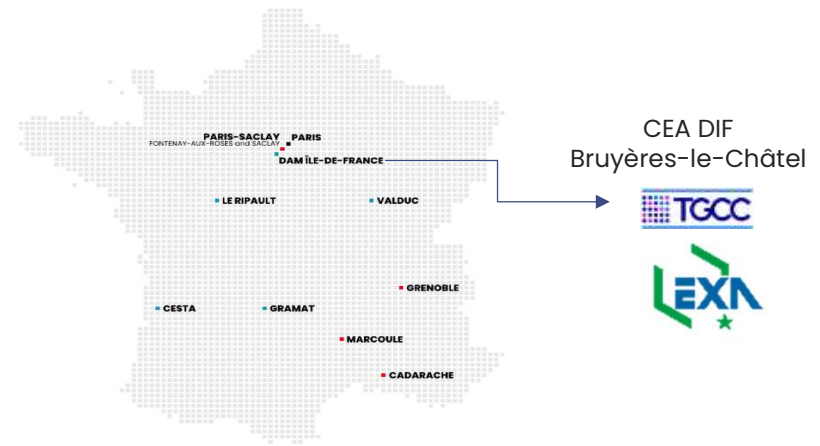 PARIS-SACLAY
PARIS
FONTENAY-AUX-ROSES and SACLAY
DAM ÎLE-DE-FRANCE
LE RIPAULT
VALDUC
GRENOBLE
CESTA
GRAMAT
MARCOULE
CADARACHE
CEA DIF
Bruyères-le-Châtel
TGCC
LEXA